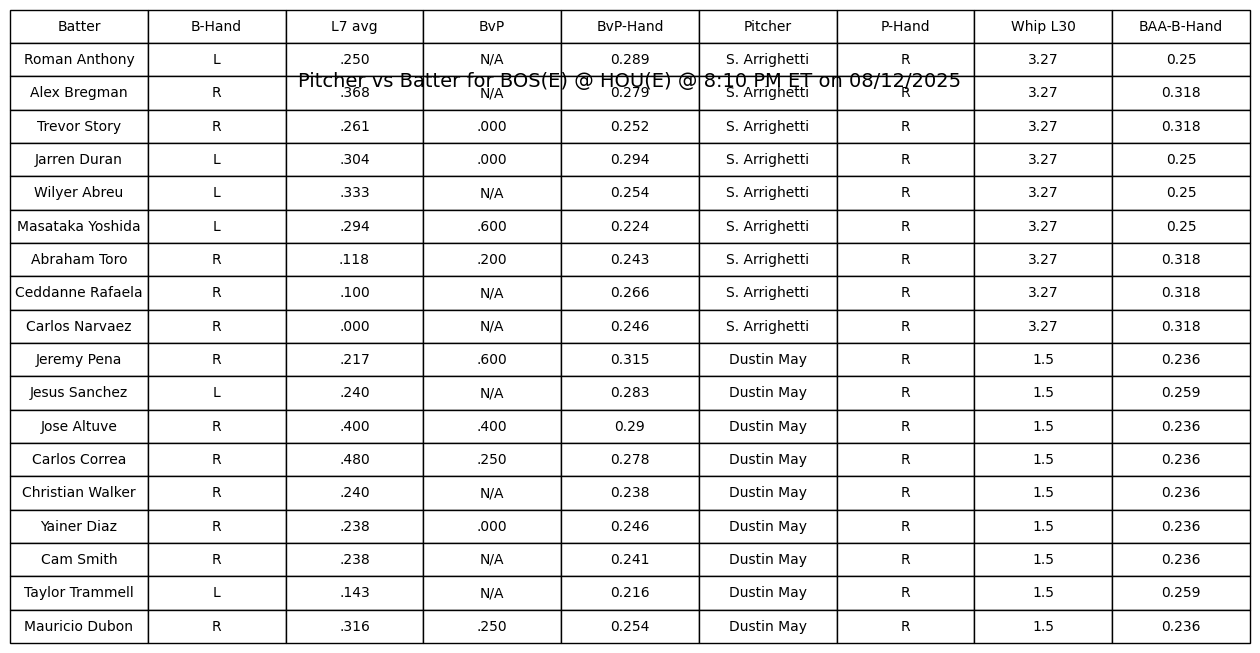 Batter B-Hand L7 avg BvP BvP-Hand Pitcher P-Hand Whip L30 BAA-B-Hand
Roman Anthony L .250 N/A 0.289 S. Arrighetti R 3.27 0.25
Pitcher vs Batter for BOS(E) @ HOU(E) @ 8:10 PM ET on 08/12/2025
Alex Bregman R .368 N/A 0.279 S. Arrighetti R 3.27 0.318
Trevor Story R .261 .000 0.252 S. Arrighetti R 3.27 0.318
Jarren Duran L .304 .000 0.294 S. Arrighetti R 3.27 0.25
Wilyer Abreu L .333 N/A 0.254 S. Arrighetti R 3.27 0.25
Masataka Yoshida L .294 .600 0.224 S. Arrighetti R 3.27 0.25
Abraham Toro R .118 .200 0.243 S. Arrighetti R 3.27 0.318
Ceddanne Rafaela R .100 N/A 0.266 S. Arrighetti R 3.27 0.318
Carlos Narvaez R .000 N/A 0.246 S. Arrighetti R 3.27 0.318
Jeremy Pena R .217 .600 0.315 Dustin May R 1.5 0.236
Jesus Sanchez L .240 N/A 0.283 Dustin May R 1.5 0.259
Jose Altuve R .400 .400 0.29 Dustin May R 1.5 0.236
Carlos Correa R .480 .250 0.278 Dustin May R 1.5 0.236
Christian Walker R .240 N/A 0.238 Dustin May R 1.5 0.236
Yainer Diaz R .238 .000 0.246 Dustin May R 1.5 0.236
Cam Smith R .238 N/A 0.241 Dustin May R 1.5 0.236
Taylor Trammell L .143 N/A 0.216 Dustin May R 1.5 0.259
Mauricio Dubon R .316 .250 0.254 Dustin May R 1.5 0.236